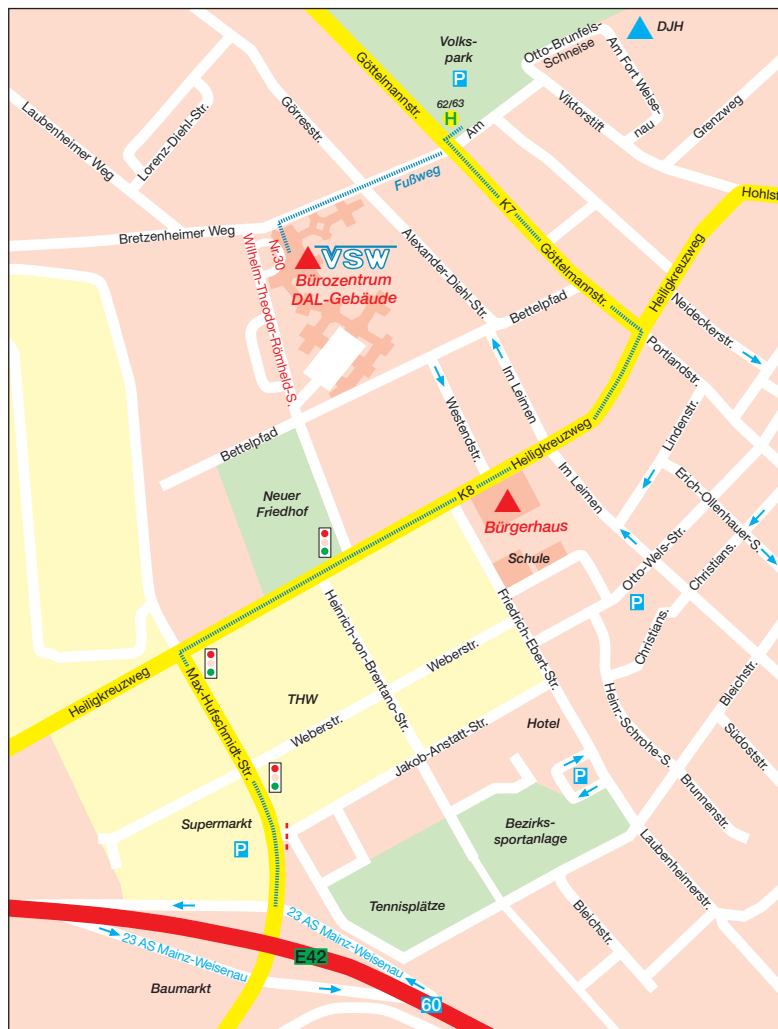 Volks-
park
P
62/63
H
Göttelmannstr.
Görresstr.
DJH
Otto-Brunfels-
Schneise
Am Fort Weise-
nau
Viktorstift
Grenzweg
Am
Laubenheimer Weg
Lorenz-Diehl-Str.
Fußweg
K7
Hohlst
Bretzenheimer Weg
Nr.30
Wilhelm-Theodor-Römheld-S.
VSW
Bürozentrum
DAL-Gebäude
Alexander-Diehl-Str.
Göttelmannstr.
Heiligkreuzweg
Neideckerstr.
Bettelpfad
Portlandstr.
Im Leimen
Westendstr.
Lindenstr.
Bettelpfad
Heiligkreuzweg
K8
Im Leimen
Erich-Ollenhauer-S.
Neuer
Friedhof
Bürgerhaus
Schule
Otto-Wels-Str.
Christians.
P
Friedrich-Ebert-Str.
Heinrich-von-Brentano-Str.
Christians.
Weberstr.
Heiligkreuzweg
Max-Hufschmidt-Str.
THW
Weberstr.
Jakob-Anstatt-Str.
Hotel
P
Heinr.-Schrohe-S.
Bleichstr.
Südoststr.
Brunnenstr.
Supermarkt
P
Bezirks-
sportanlage
Laubenheimerstr.
Tennisplätze
Bleichstr.
23 AS Mainz-Weisenau
23 AS Mainz-Weisenau
E42
60
Baumarkt